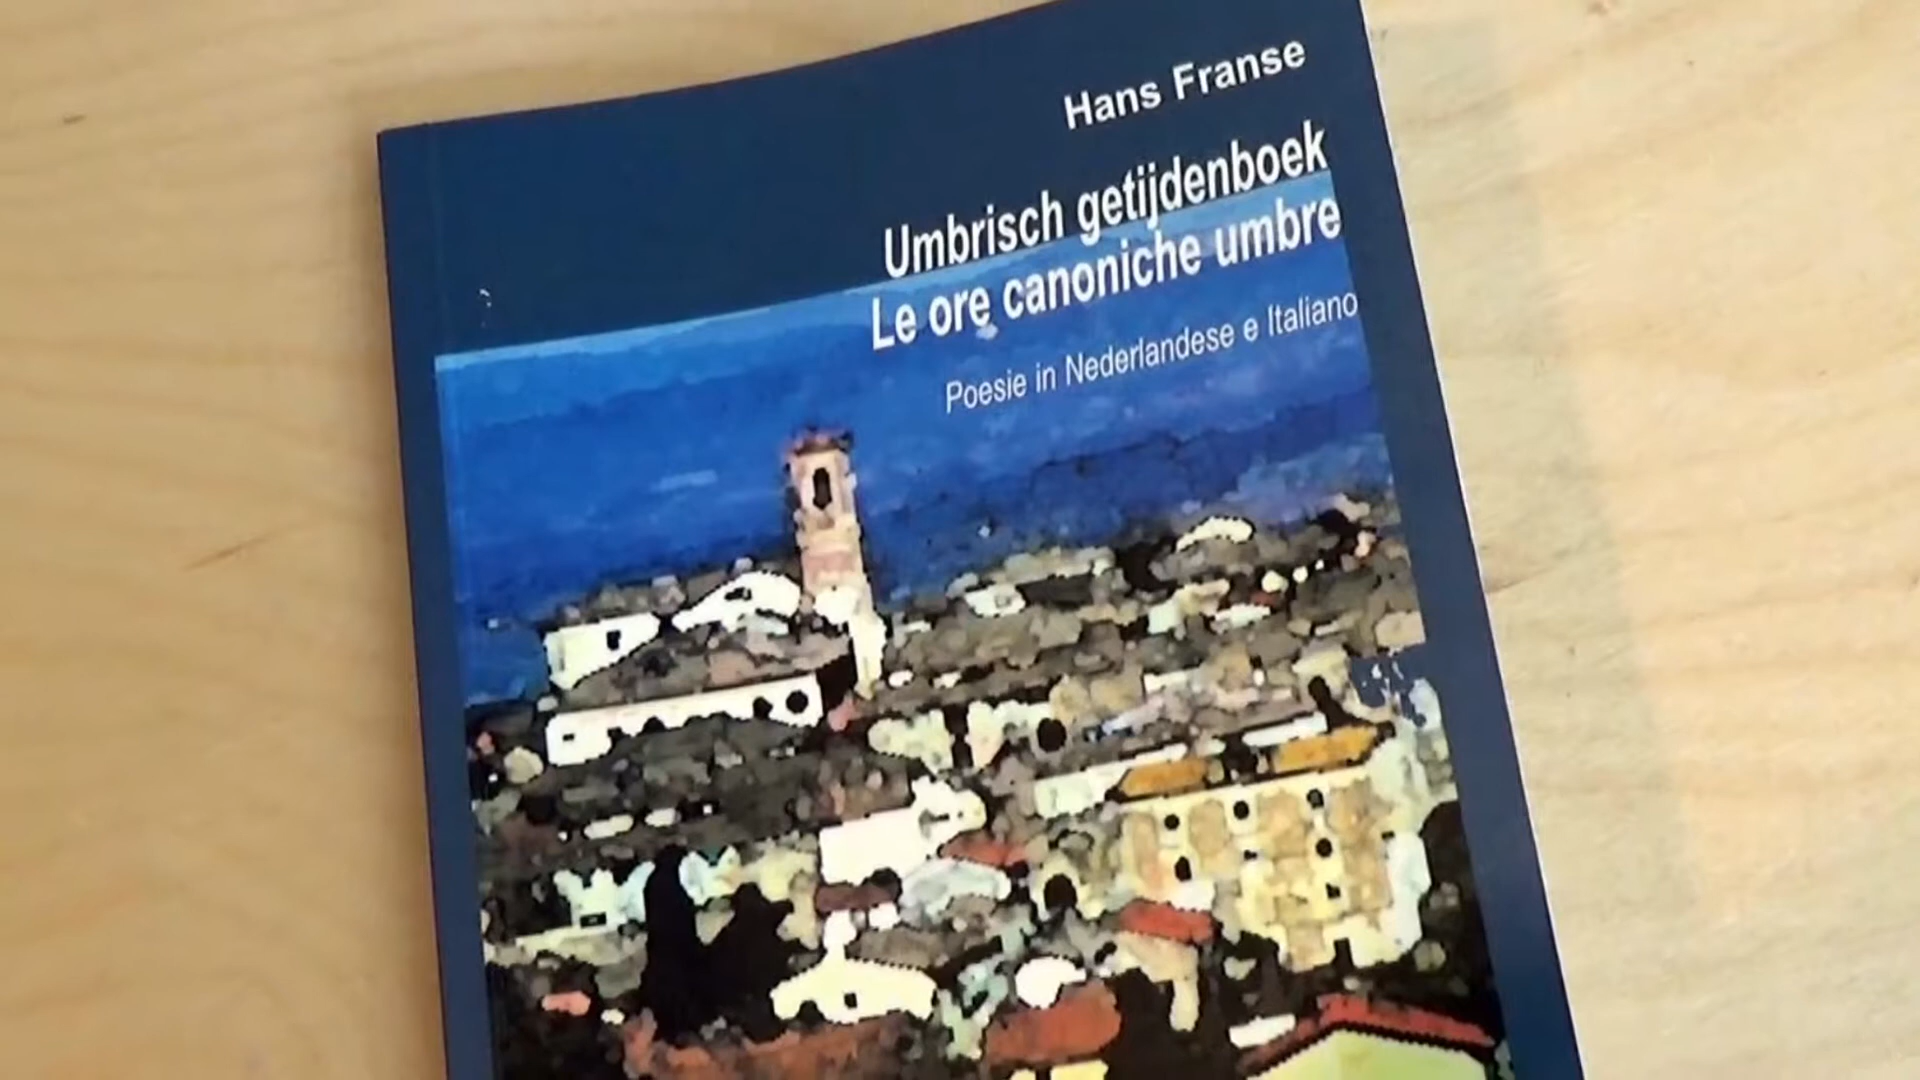 Hans Franse
Umbrisch getijdenboek
Le ore canoniche umbre
Poesie in Nederlandese e Italiano